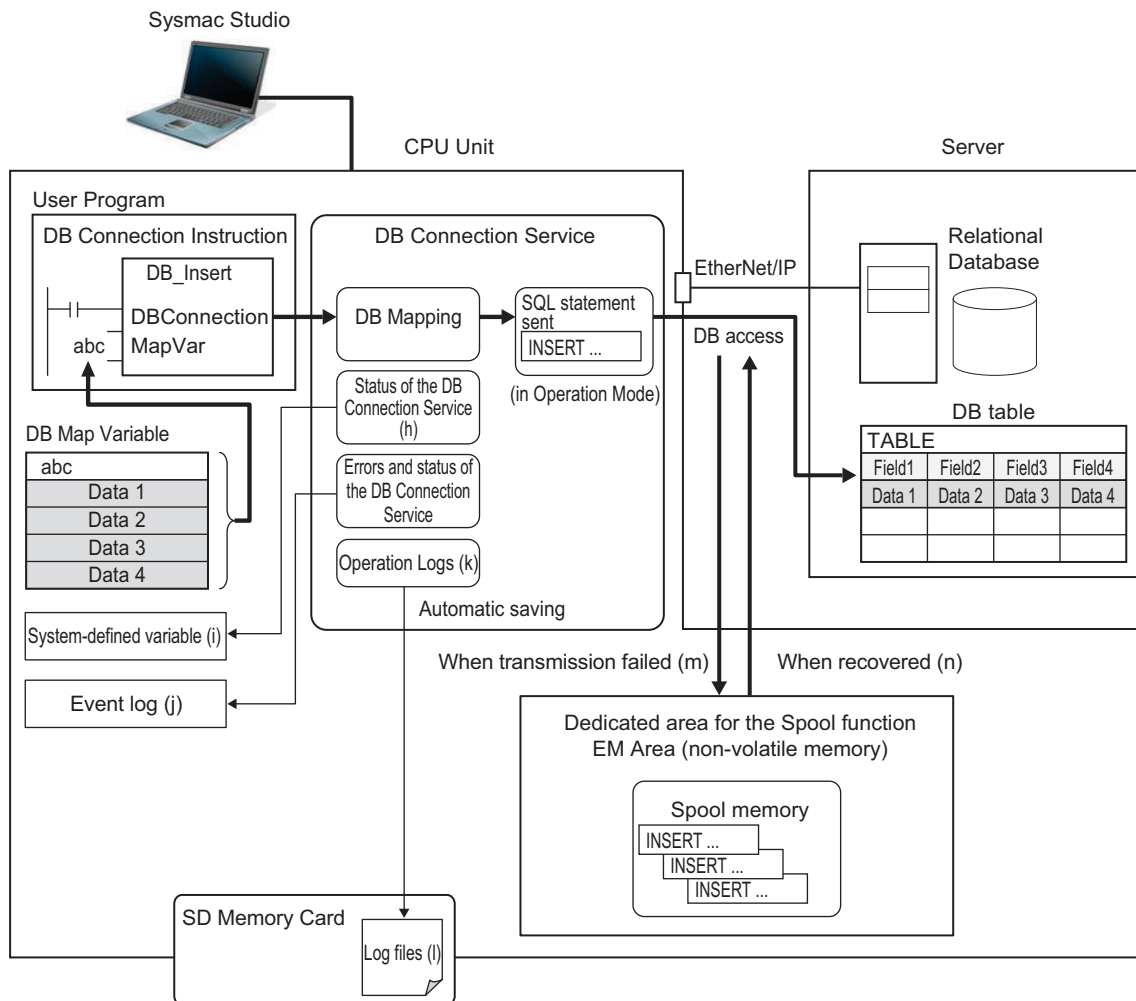 Sysmac Studio
CPU Unit
Server
User Program
DB Connection Instruction
DB_Insert
DBConnection
abc
MapVar
DB Connection Service
DB Mapping
SQL statement
sent
INSERT ...
(in Operation Mode)
EtherNet/IP
DB access
Relational
Database
Status of the DB
Connection Service
(h)
Errors and status of
the DB Connection
Service
Operation Logs (k)
Automatic saving
DB Map Variable
abc
Data 1
Data 2
Data 3
Data 4
DB table
TABLE
Field1 Field2 Field3 Field4
Data 1 Data 2 Data 3 Data 4
System-defined variable (i)
Event log (j)
When transmission failed (m)
When recovered (n)
Dedicated area for the Spool function
EM Area (non-volatile memory)
Spool memory
INSERT ...
INSERT ...
INSERT ...
SD Memory Card
Log files (l)